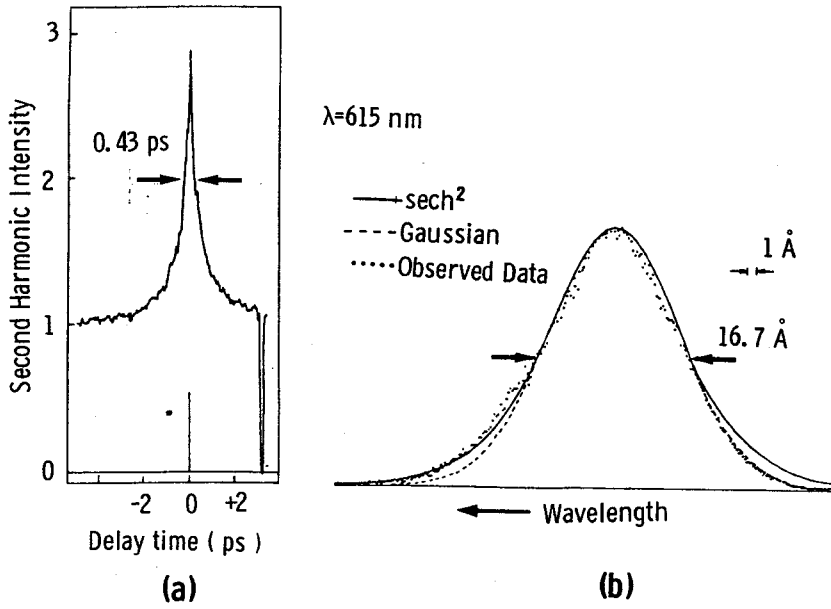 3
2
1
0
Second Harmonic Intensity
0.43 ps
-2 0 +2
Delay time ( ps )
(a)
λ=615 nm
sech²
Gaussian
Observed Data
1 Å
16.7 Å
Wavelength
(b)